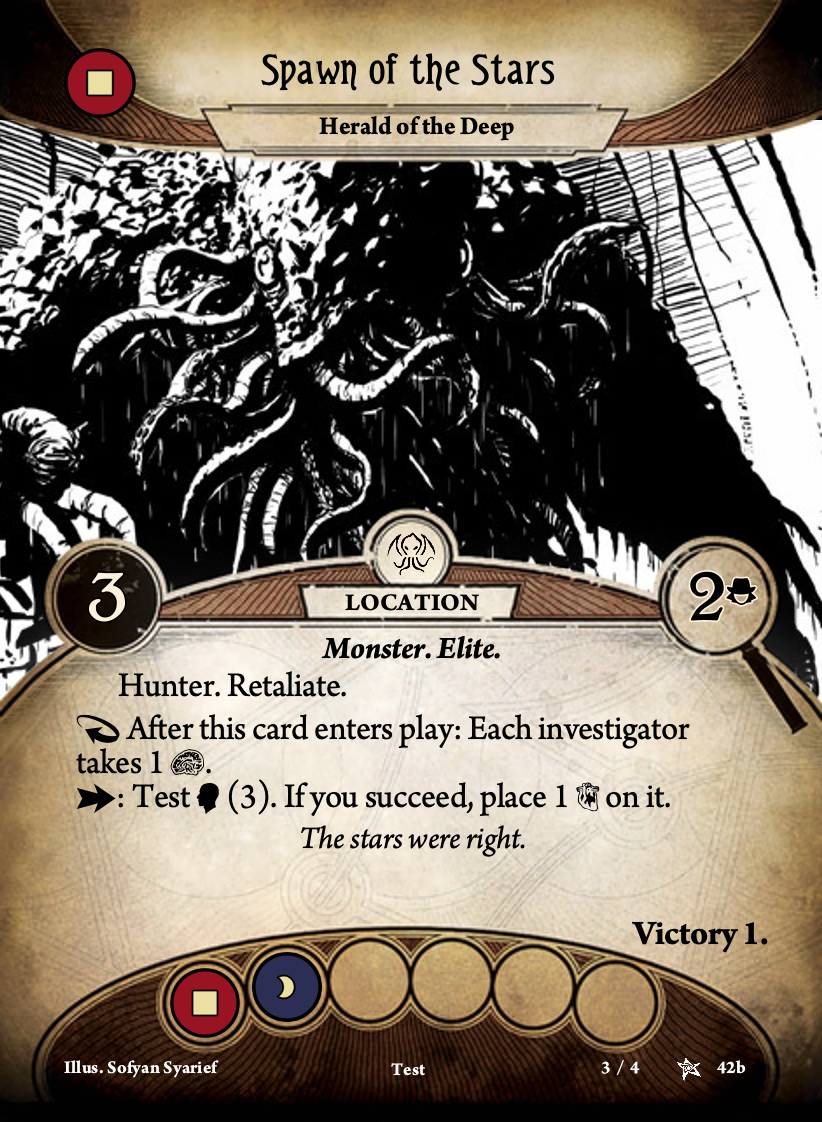 Spawn of the Stars
Herald of the Deep
3
2
LOCATION
Monster. Elite.
Hunter. Retaliate.
After this card enters play: Each investigator
takes 1 .
: Test (3). If you succeed, place 1 on it.
The stars were right.
Victory 1.
Illus. Sofyan Syarief
Test
3 / 4
42b